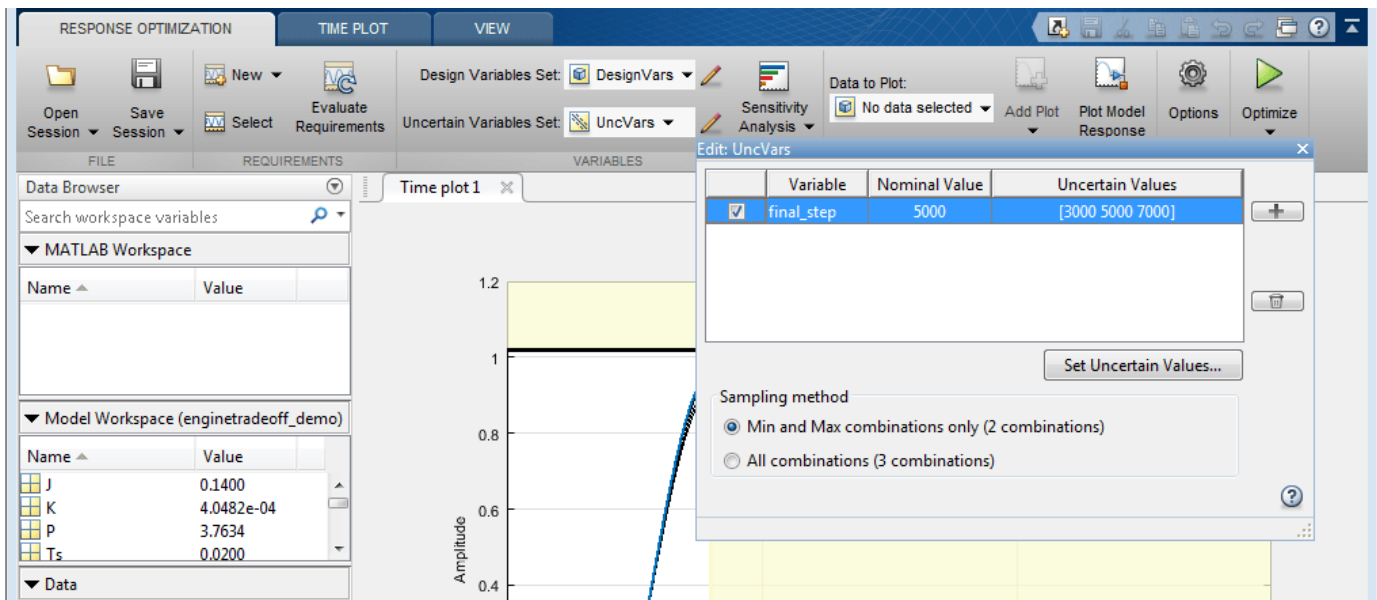 RESPONSE OPTIMIZATION TIME PLOT VIEW
Open Session
Save Session
New
Select
Evaluate Requirements
Design Variables Set: DesignVars
Uncertain Variables Set: UncVars
Sensitivity Analysis
Data to Plot:
No data selected
Add Plot
Plot Model Response
Options
Optimize
FILE REQUIREMENTS VARIABLES
Data Browser
Search workspace variables
MATLAB Workspace
Name Value
Model Workspace (enginetradeoff_demo)
Name Value
J 0.1400
K 4.0482e-04
P 3.7634
Ts 0.0200
Data
Time plot 1
1.2
1
0.8
0.6
0.4
Amplitude
Edit: UncVars
Variable Nominal Value Uncertain Values
final_step 5000 [3000 5000 7000]
Set Uncertain Values...
Sampling method
Min and Max combinations only (2 combinations)
All combinations (3 combinations)